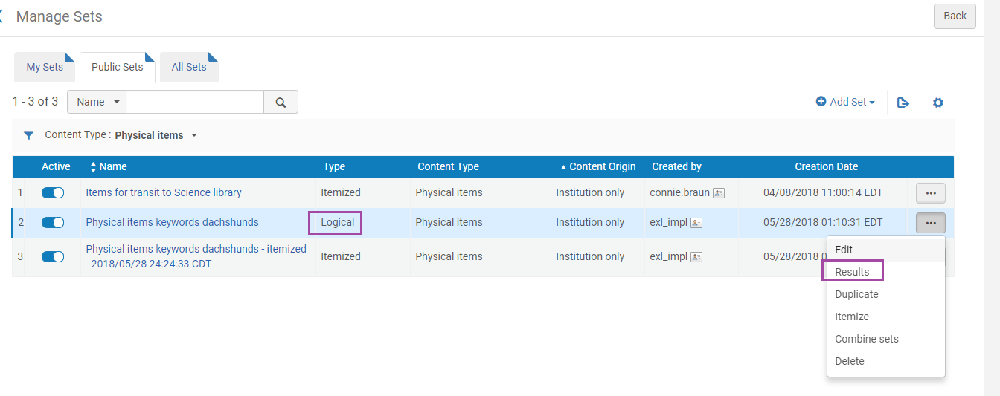 Manage Sets
Back
My Sets
Public Sets
All Sets
1 - 3 of 3
Name
Add Set
Content Type : Physical items
Active Name Type Content Type Content Origin Created by Creation Date
1 Items for transit to Science library Itemized Physical items Institution only connie.braun 04/08/2018 11:00:14 EDT
2 Physical items keywords dachshunds Logical Physical items Institution only exl_impl 05/28/2018 01:10:31 EDT
Physical items keywords dachshunds - itemized
3 - 2018/05/28 24:24:33 CDT Itemized Physical items Institution only exl_impl 05/28/2018
Edit
Results
Duplicate
Itemize
Combine sets
Delete